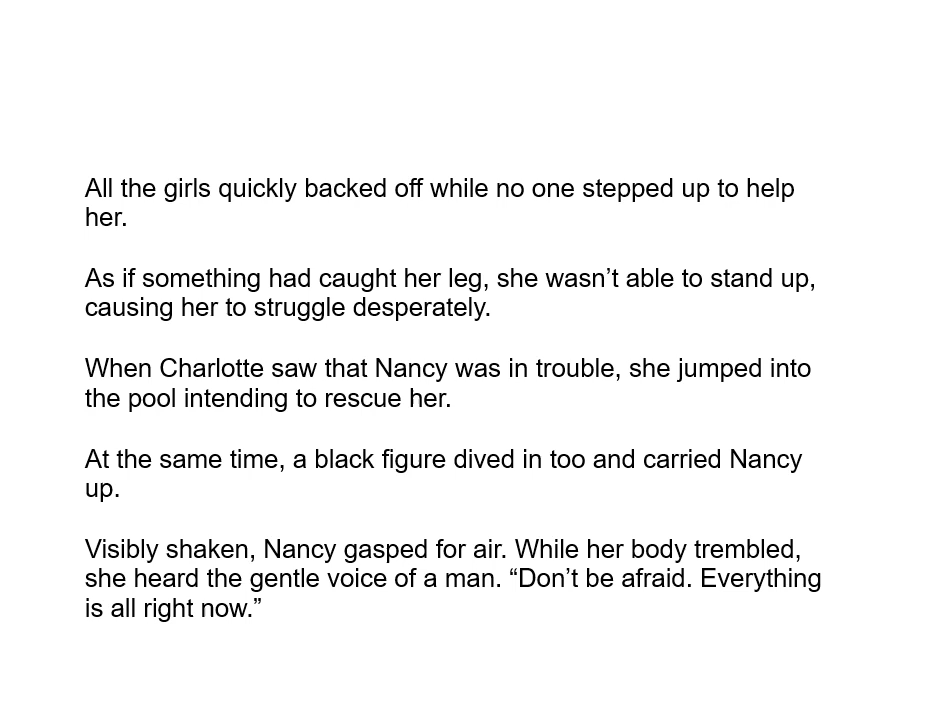 All the girls quickly backed off while no one stepped up to help
her.
As if something had caught her leg, she wasn’t able to stand up,
causing her to struggle desperately.
When Charlotte saw that Nancy was in trouble, she jumped into
the pool intending to rescue her.
At the same time, a black figure dived in too and carried Nancy
up.
Visibly shaken, Nancy gasped for air. While her body trembled,
she heard the gentle voice of a man. “Don’t be afraid. Everything
is all right now.”